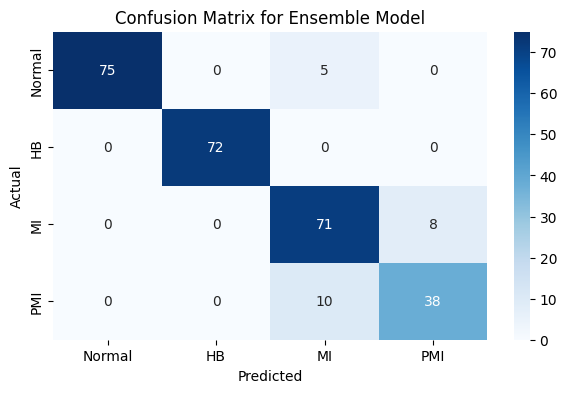 Confusion Matrix for Ensemble Model
Actual
Normal 75 0 5 0
HB 0 72 0 0
MI 0 0 71 8
PMI 0 0 10 38
Normal HB MI PMI
Predicted
70
60
50
40
30
20
10
0